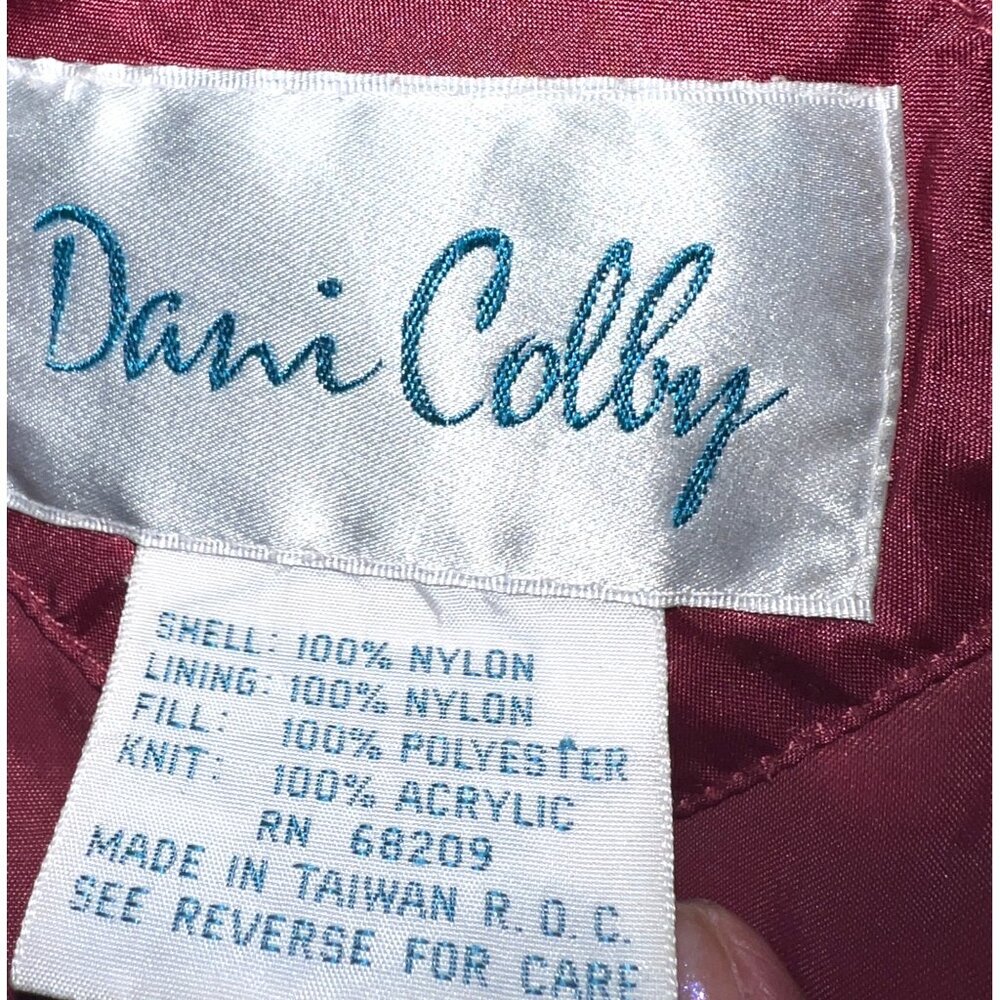 Dani Colby
SHELL: 100% NYLON
LINING: 100% NYLON
FILL: 100% POLYESTER
KNIT: 100% ACRYLIC
RN 68209
MADE IN TAIWAN R.O.C.
SEE REVERSE FOR CARE